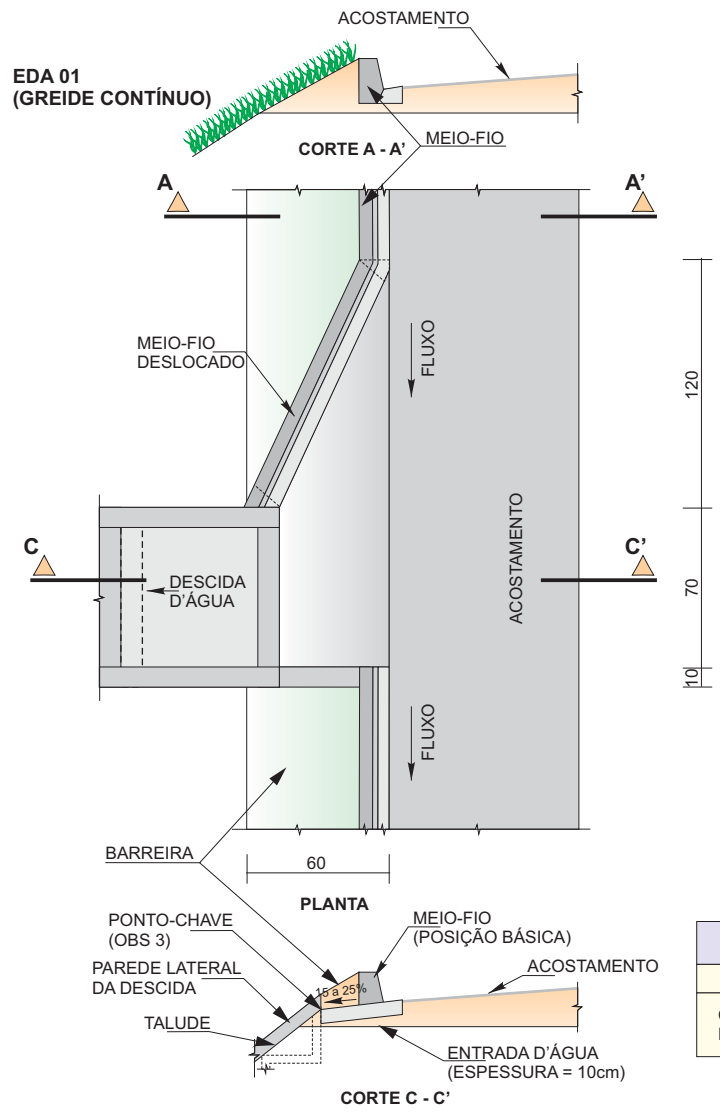 ACOSTAMENTO
EDA 01
(GREIDE CONTÍNUO)
CORTE A - A'
MEIO-FIO
A
A'
MEIO-FIO
DESLOCADO
FLUXO
120
C
C'
DESCIDA
D'ÁGUA
ACOSTAMENTO
70
10
FLUXO
BARREIRA
60
PLANTA
PONTO-CHAVE
(OBS 3)
MEIO-FIO
(POSIÇÃO BÁSICA)
PAREDE LATERAL
DA DESCIDA
15 a 25%
ACOSTAMENTO
TALUDE
ENTRADA D'ÁGUA
(ESPESSURA = 10cm)
CORTE C - C'